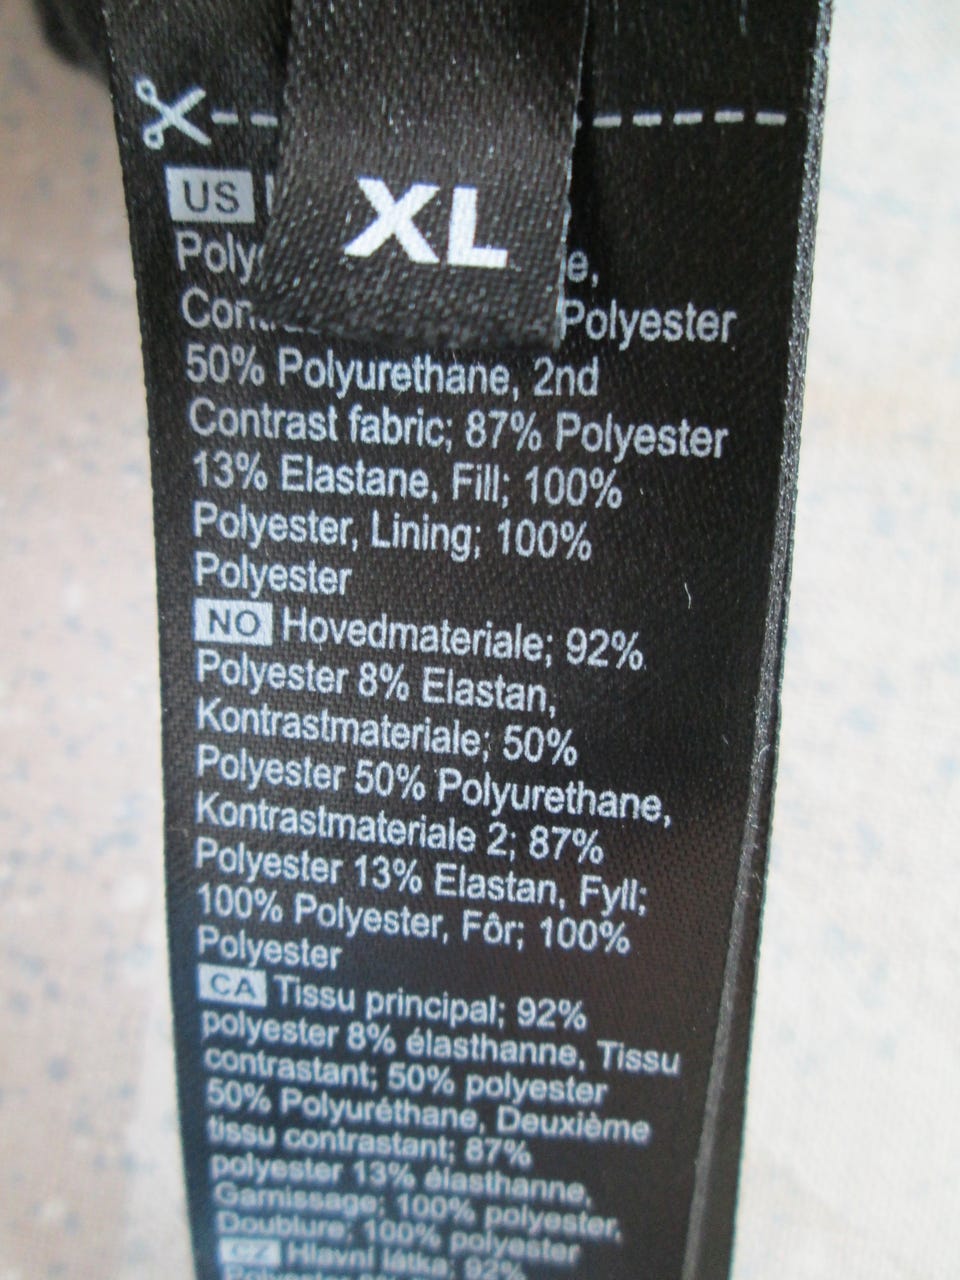 XL
US
50% Polyurethane, 2nd
Contrast fabric; 87% Polyester
13% Elastane, Fill; 100%
Polyester, Lining; 100%
Polyester
NO Hovedmateriale; 92%
Polyester 8% Elastan,
Kontrastmateriale; 50%
Polyester 50% Polyurethane,
Kontrastmateriale 2; 87%
Polyester 13% Elastan, Fyll;
100% Polyester, Fôr; 100%
Polyester
CA Tissu principal; 92%
polyester 8% élasthanne, Tissu
contrastant; 50% polyester
50% Polyuréthane, Deuxième
tissu contrastant; 87%
polyester 13% élasthanne,
Garnissage; 100% polyester,
Doublure; 100% polyester
CZ Hlavní látka; 92%
Polyester 8%